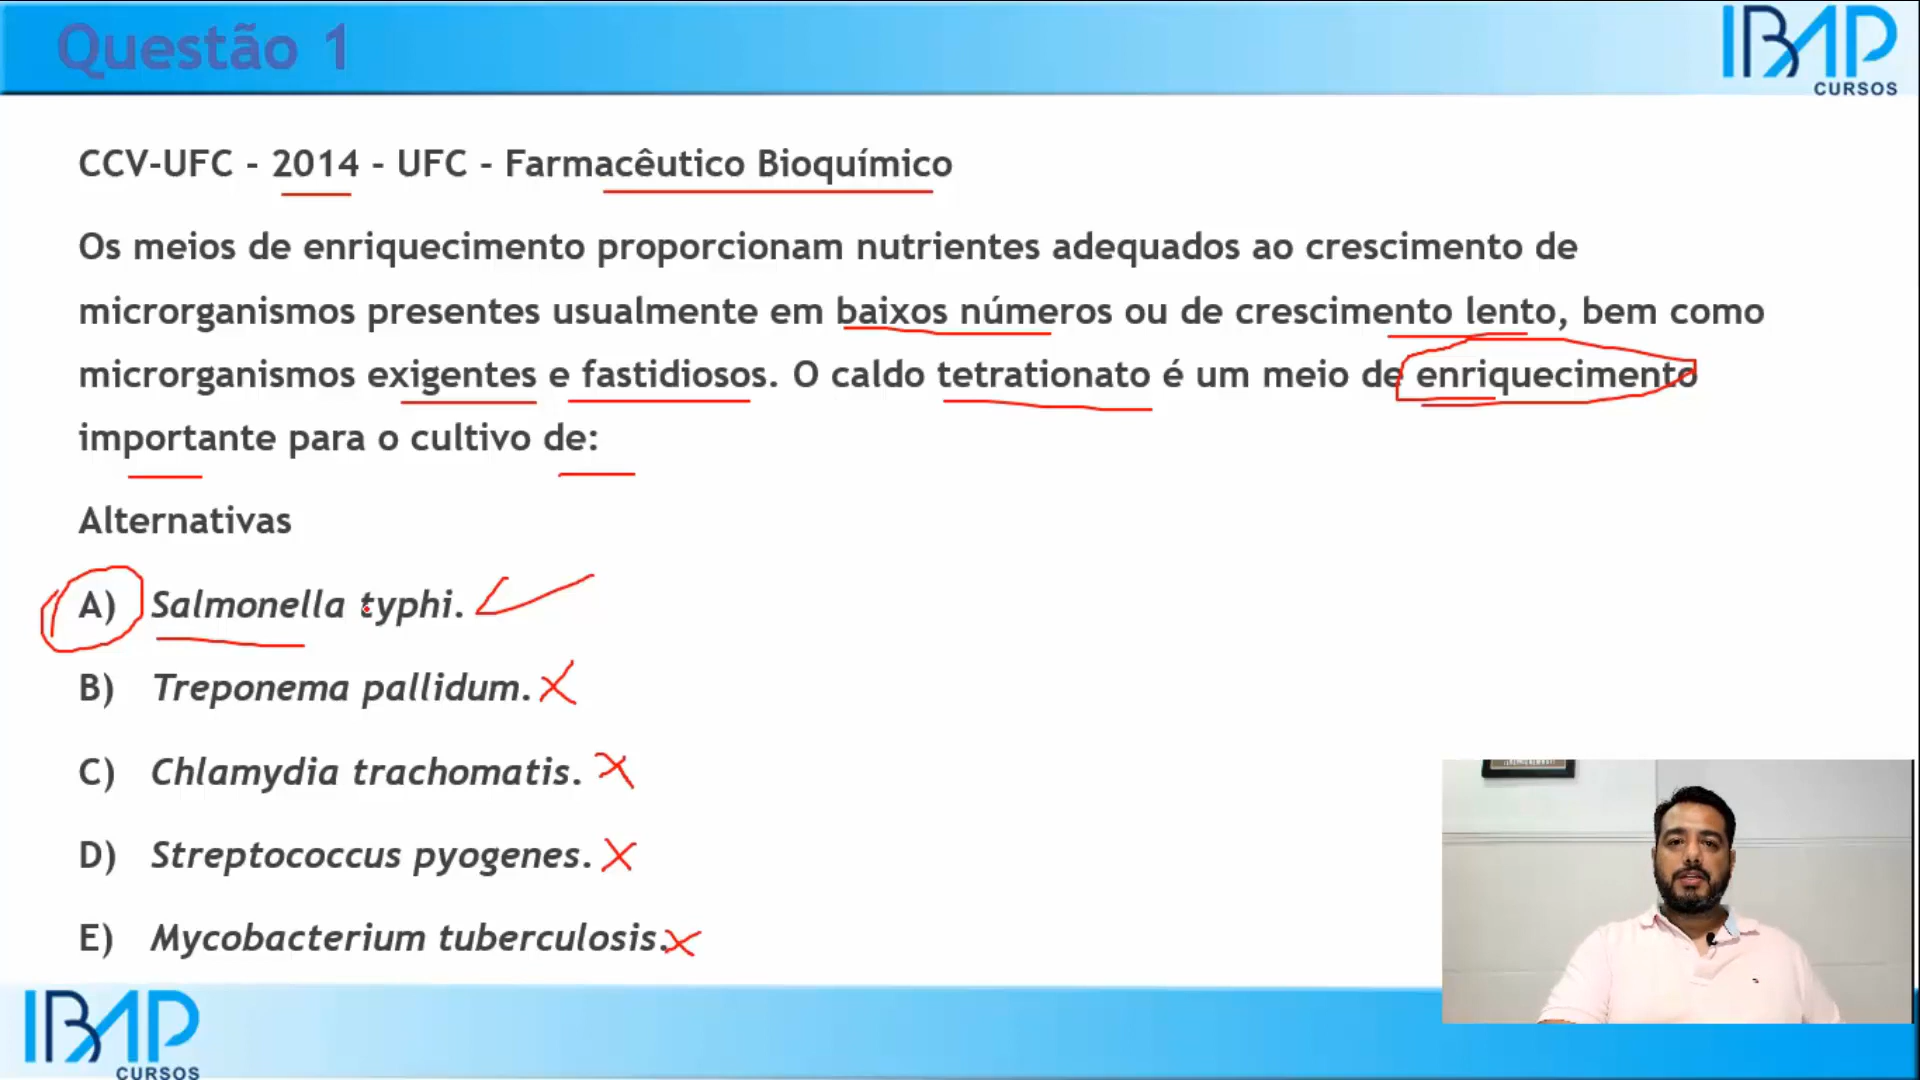 Questão 1
IBAP
CURSOS
CCV-UFC - 2014 - UFC - Farmacêutico Bioquímico
Os meios de enriquecimento proporcionam nutrientes adequados ao crescimento de
microrganismos presentes usualmente em baixos números ou de crescimento lento, bem como
microrganismos exigentes e fastidiosos. O caldo tetrationato é um meio de enriquecimento
importante para o cultivo de:
Alternativas
A) Salmonella typhi.
B) Treponema pallidum.
C) Chlamydia trachomatis.
D) Streptococcus pyogenes.
E) Mycobacterium tuberculosis.
IBAP
CURSOS